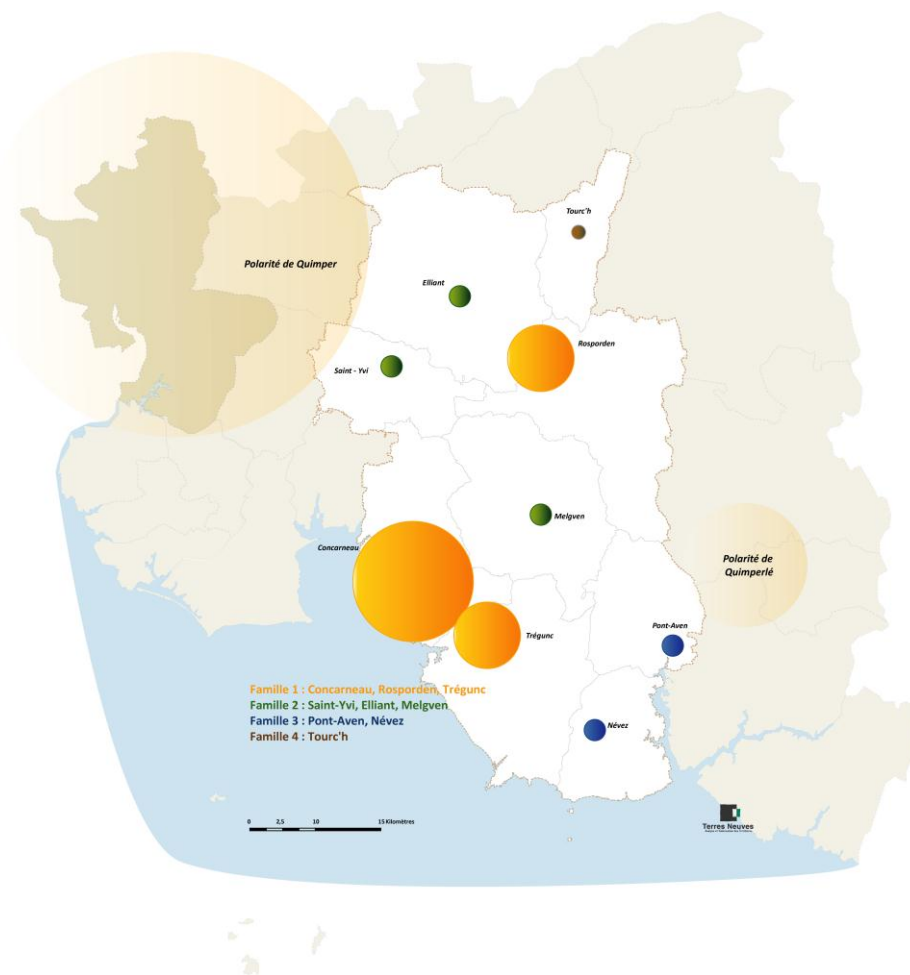 Tourc'h
Polarité de Quimper
Elliant
Rosporden
Saint - Yvi
Melgven
Concarneau
Polarité de
Quimperlé
Pont-Aven
Trégunc
Famille 1 : Concarneau, Rosporden, Trégunc
Famille 2 : Saint-Yvi, Elliant, Melgven
Famille 3 : Pont-Aven, Névez
Famille 4 : Tourc'h
Névez
0 2,5 10 15 Kilomètres
Terres Neuves